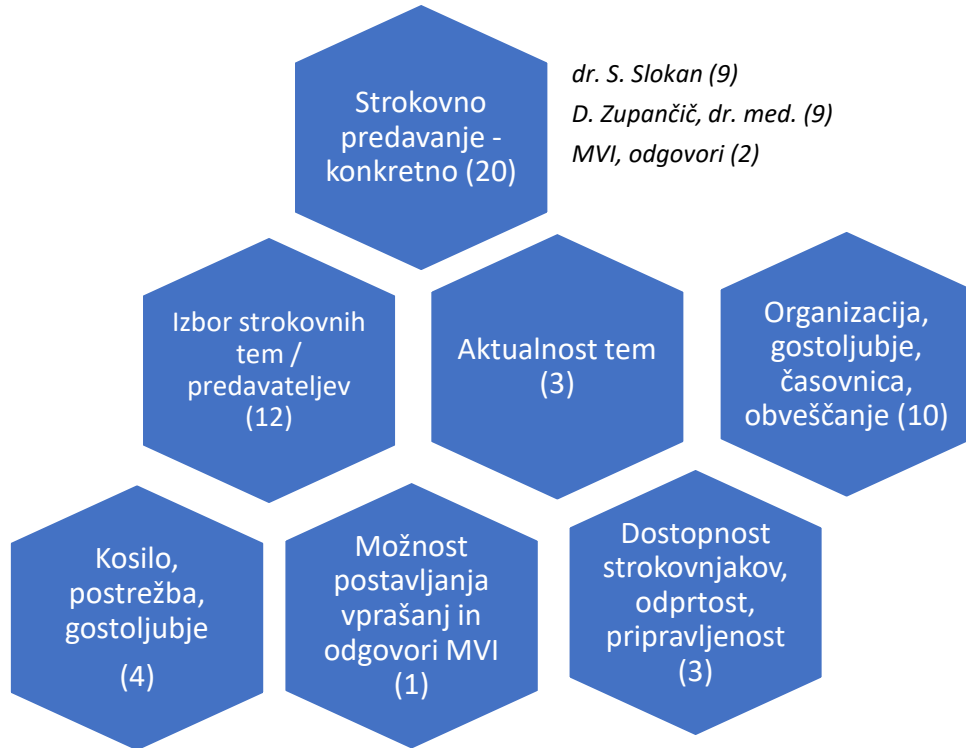 Strokovno
predavanje -
konkretno (20)
dr. S. Slokan (9)
D. Zupančič, dr. med. (9)
MVI, odgovori (2)
Izbor strokovnih
tem /
predavateljev
(12)
Aktualnost tem
(3)
Organizacija,
gostoljubje,
časovnica,
obveščanje (10)
Kosilo,
postrežba,
gostoljubje
(4)
Možnost
postavljanja
vprašanj in
odgovori MVI
(1)
Dostopnost
strokovnjakov,
odprtost,
pripravljenost
(3)